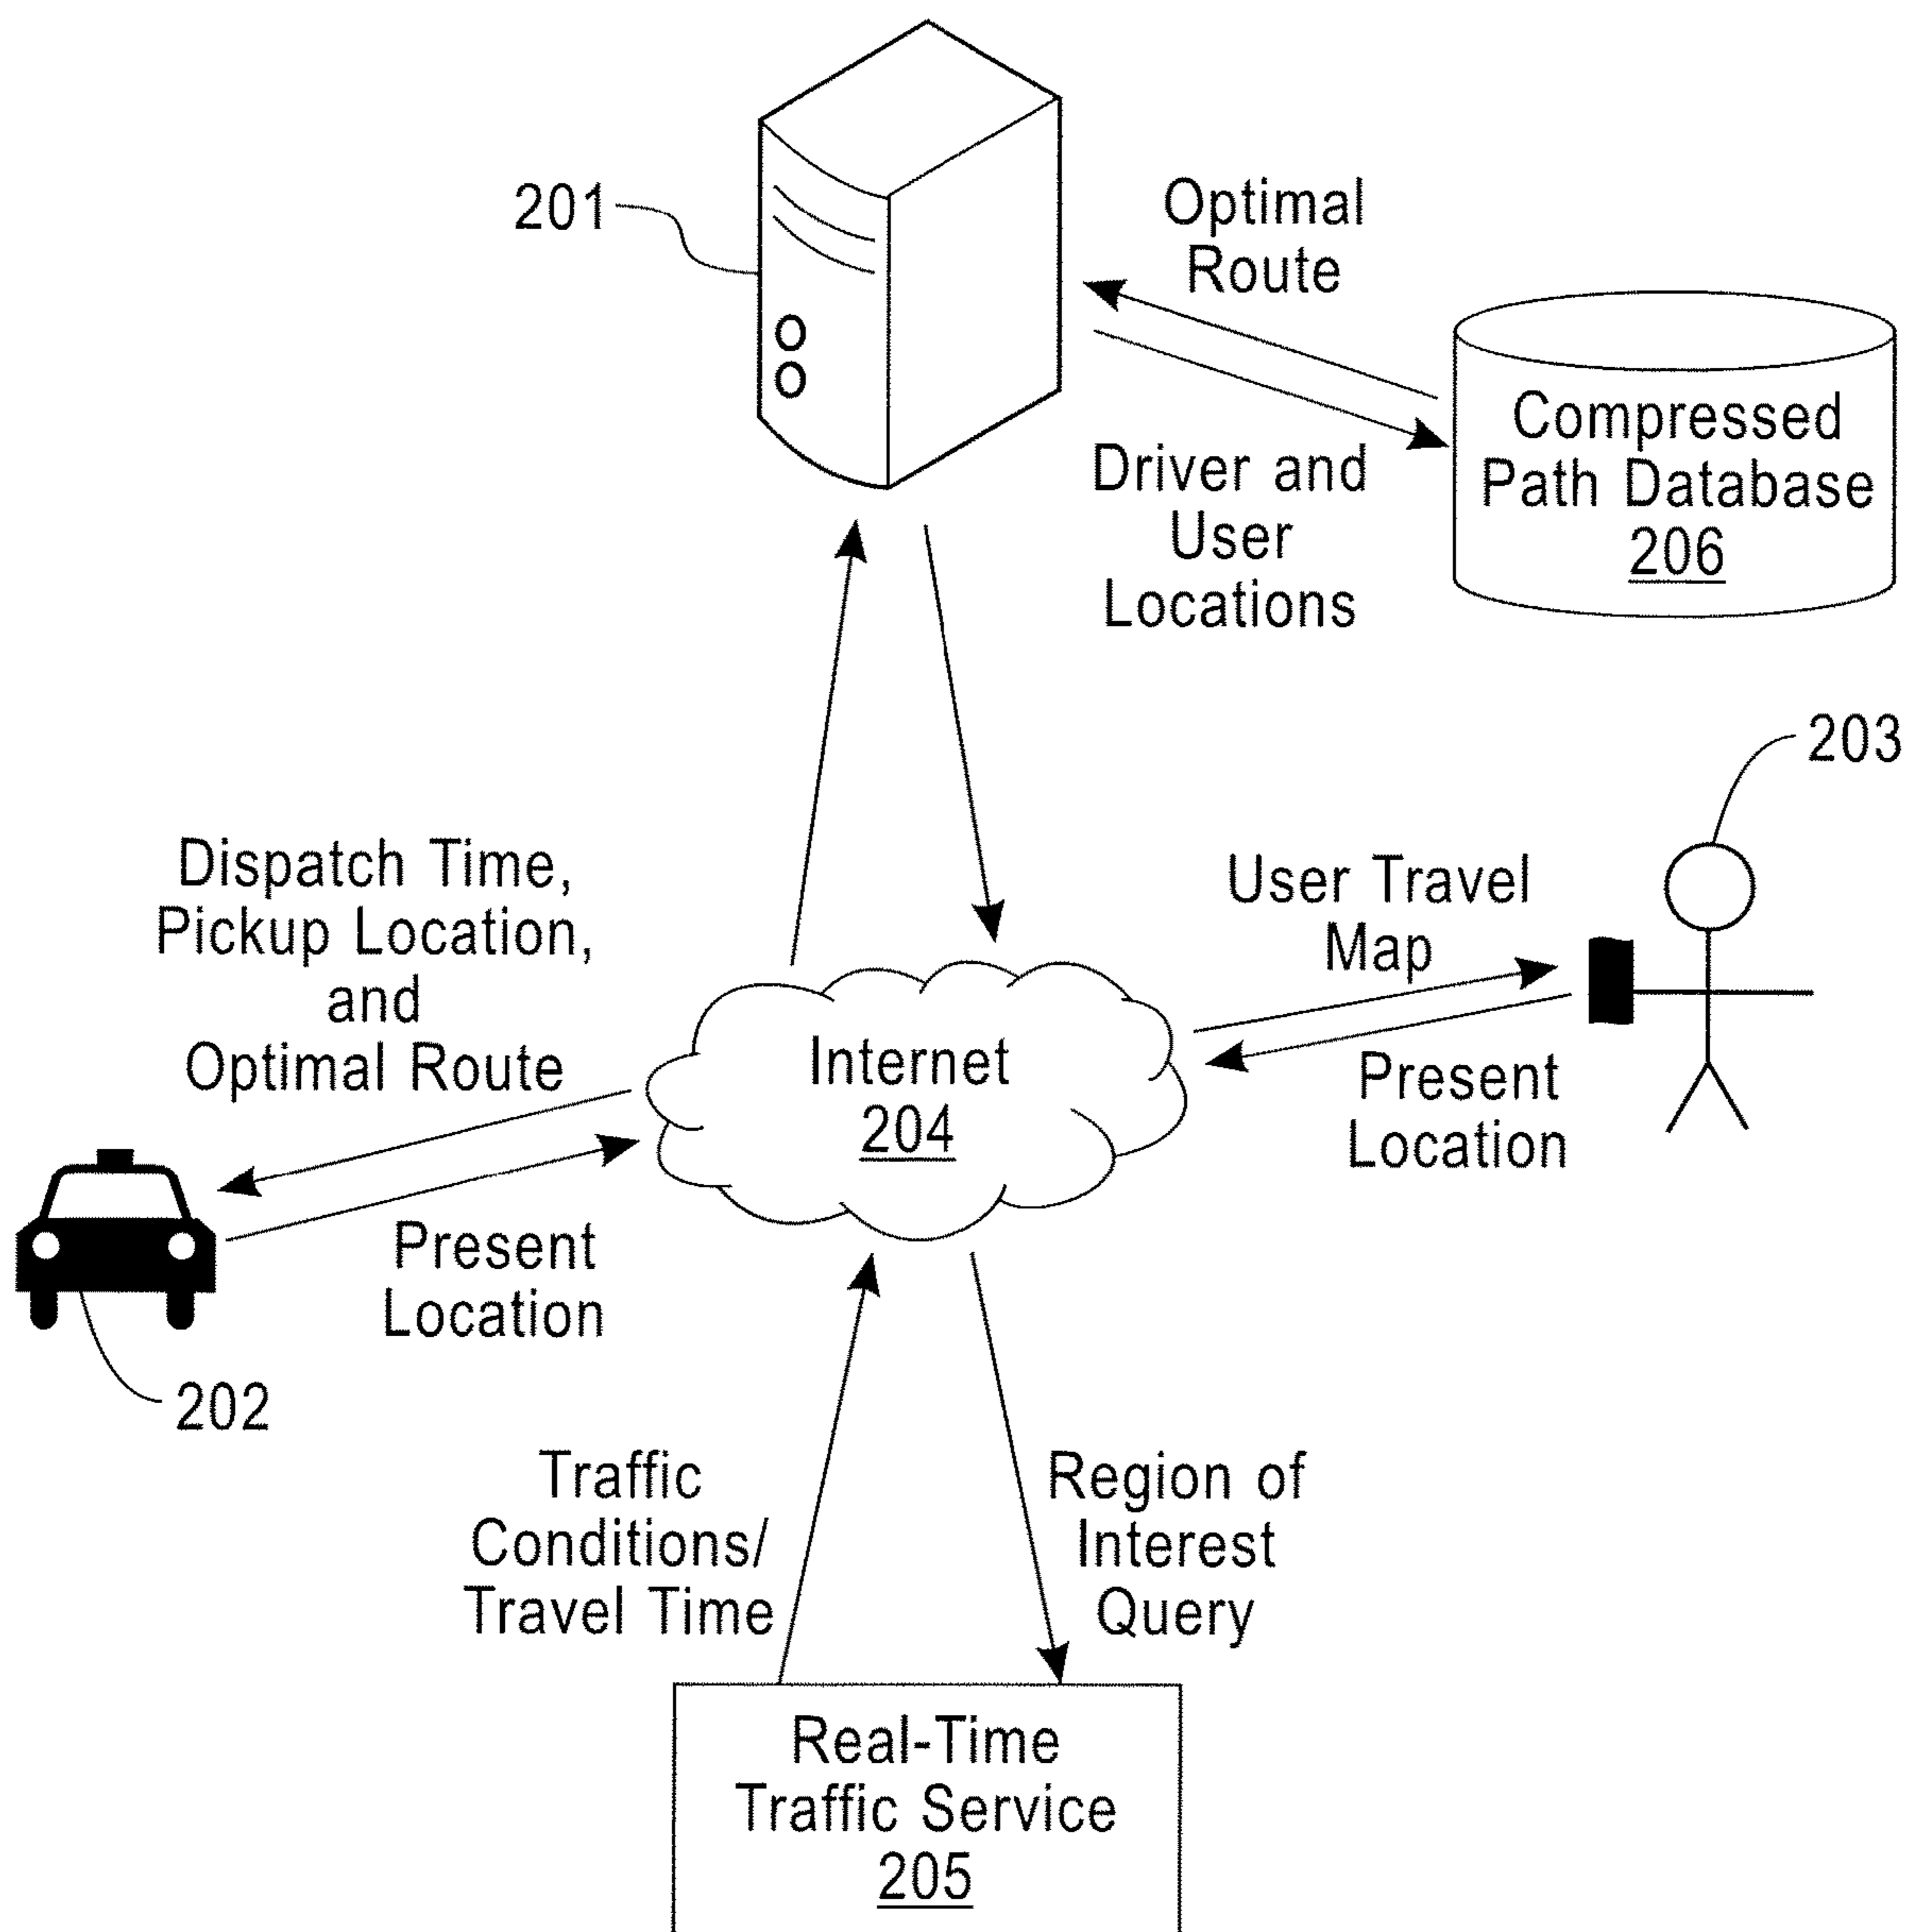 201
Optimal
Route
Compressed
Path Database
206
Driver and
User
Locations
203
Dispatch Time,
Pickup Location,
and
Optimal Route
User Travel
Map
Internet
204
Present
Location
Present
Location
202
Traffic
Conditions/
Travel Time
Region of
Interest
Query
Real-Time
Traffic Service
205